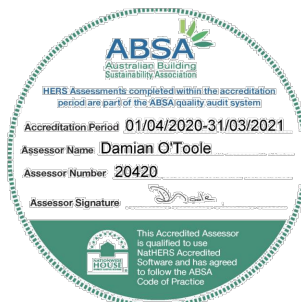 ABSA
Australian Building
Sustainability Association
HERS Assessments completed within the accreditation
period are part of the ABSA quality audit system
Accreditation Period 01/04/2020-31/03/2021
Assessor Name Damian O'Toole
Assessor Number 20420
Assessor Signature
NATIONWIDE
HOUSE
This Accredited Assessor
is qualified to use
NatHERS Accredited
Software and has agreed
to follow the ABSA
Code of Practice